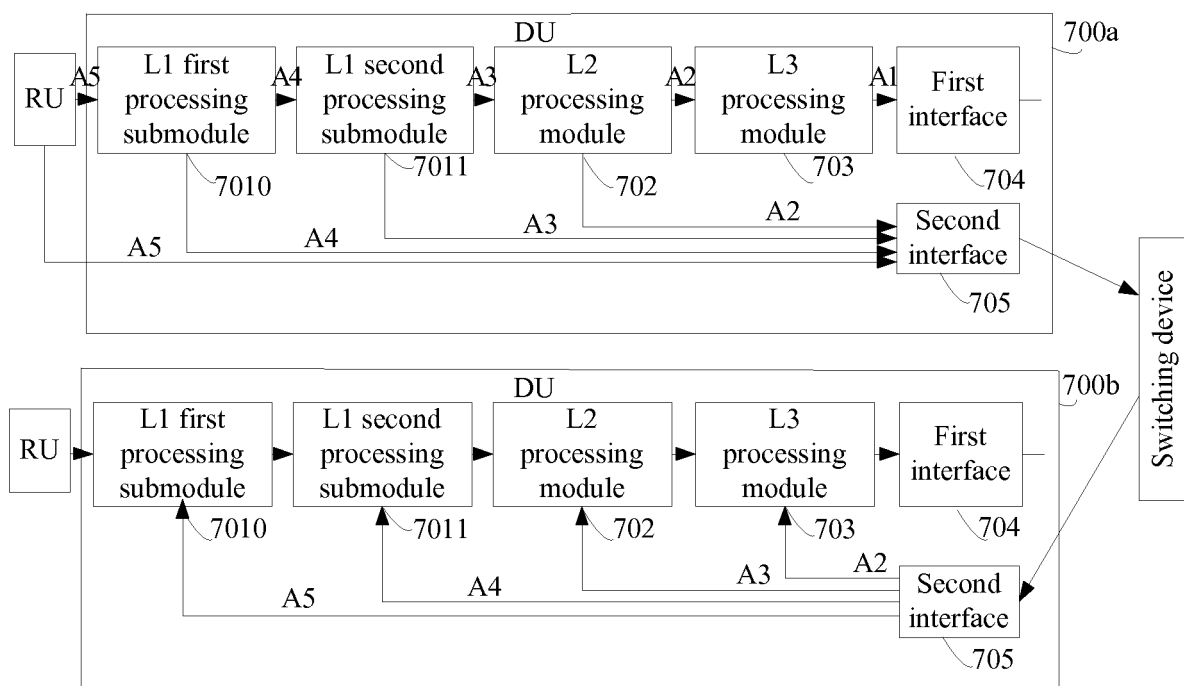 DU
700a
RU
A5
L1 first
processing
submodule
A4
L1 second
processing
submodule
A3
L2
processing
module
A2
L3
processing
module
A1
First
interface
7010
7011
702
703
704
A2
A3
A4
A5
Second
interface
705
Switching device
DU
700b
RU
L1 first
processing
submodule
L1 second
processing
submodule
L2
processing
module
L3
processing
module
First
interface
7010
7011
702
703
704
A2
A3
A4
A5
Second
interface
705